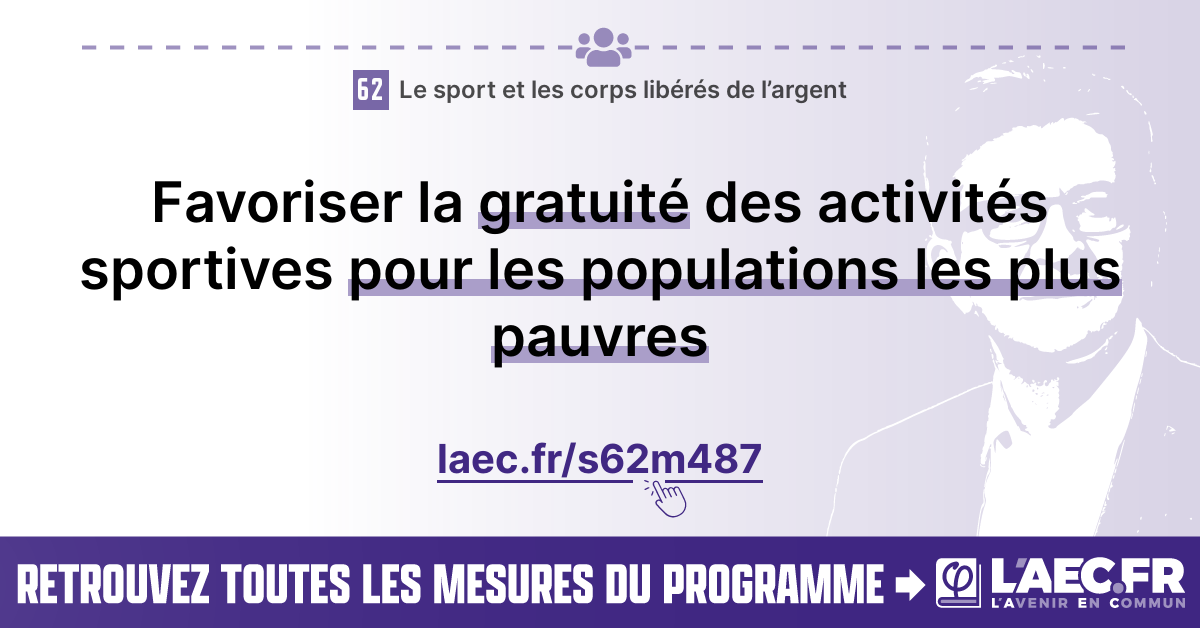 62 Le sport et les corps libérés de l’argent
Favoriser la gratuité des activités
sportives pour les populations les plus
pauvres
laec.fr/s62m487
RETROUVEZ TOUTES LES MESURES DU PROGRAMME
L'AEC.FR
L'AVENIR EN COMMUN